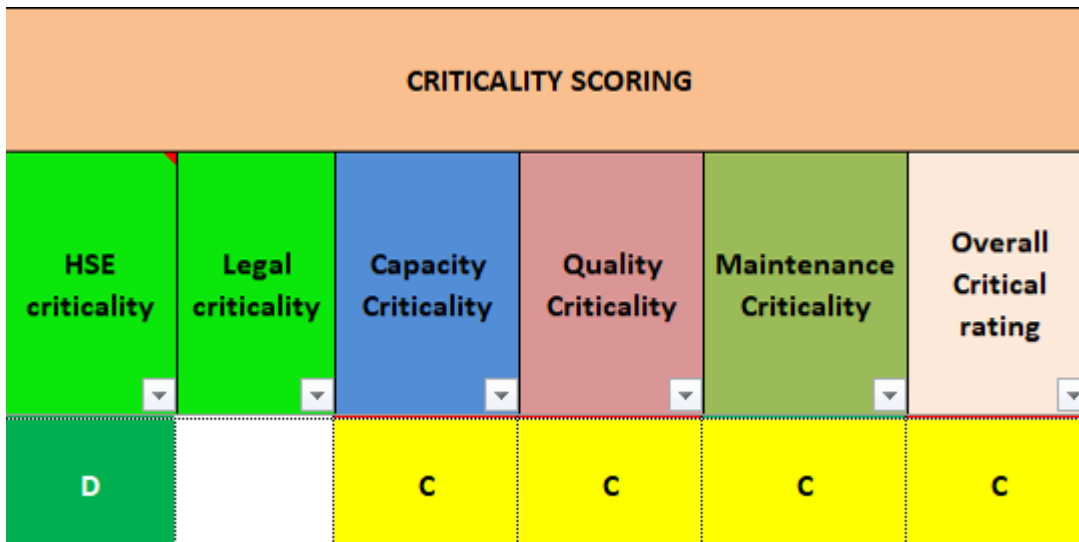 CRITICALITY SCORING
HSE
criticality
Legal
criticality
Capacity
Criticality
Quality
Criticality
Maintenance
Criticality
Overall
Critical
rating
D
C
C
C
C